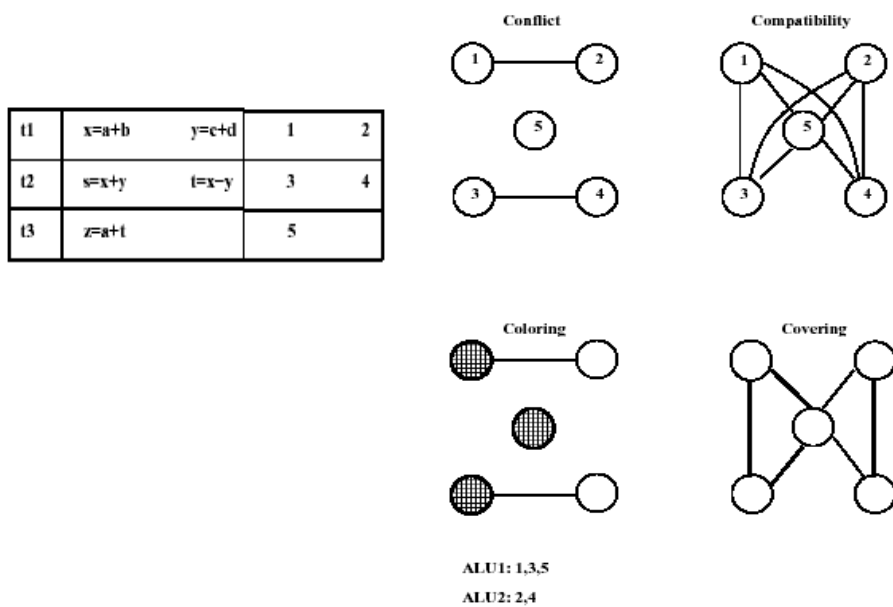 Conflict
1 2
5
3 4
Compatibility
1 2
5
3 4
t1 x=a+b y=c+d 1 2
t2 s=x+y t=x−y 3 4
t3 z=a+t 5
Coloring
Covering
ALU1: 1,3,5
ALU2: 2,4